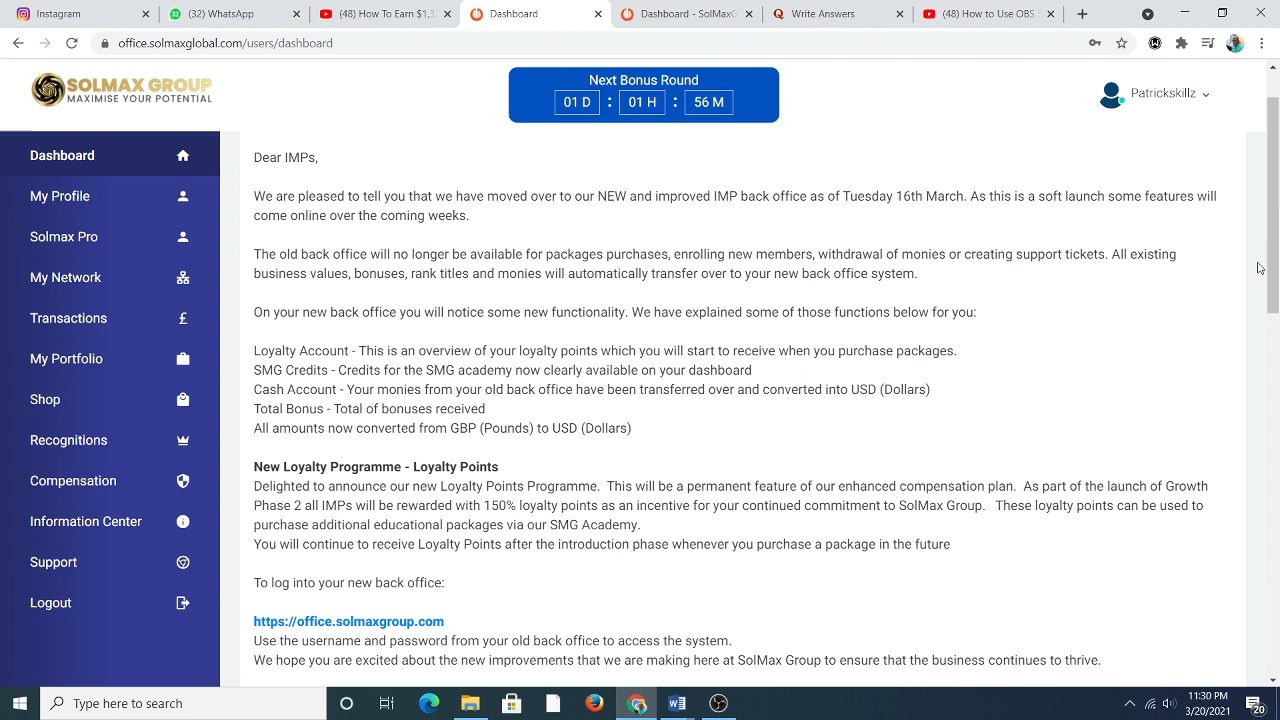 Instagram
(32) WhatsApp
(48) To Earn $1,5
Dashboard
Dashboard - SolMaxG
Write Answers
(48) How to Use OBS
office.solmaxglobal.com/users/dashboard
SOLMAX GROUP
MAXIMISE YOUR POTENTIAL
Next Bonus Round
01 D : 01 H : 56 M
Patrickskillz
Dashboard
My Profile
Solmax Pro
My Network
Transactions
My Portfolio
Shop
Recognitions
Compensation
Information Center
Support
Logout
Dear IMPs,
We are pleased to tell you that we have moved over to our NEW and improved IMP back office as of Tuesday 16th March. As this is a soft launch some features will
come online over the coming weeks.
The old back office will no longer be available for packages purchases, enrolling new members, withdrawal of monies or creating support tickets. All existing
business values, bonuses, rank titles and monies will automatically transfer over to your new back office system.
On your new back office you will notice some new functionality. We have explained some of those functions below for you:
Loyalty Account - This is an overview of your loyalty points which you will start to receive when you purchase packages.
SMG Credits - Credits for the SMG academy now clearly available on your dashboard
Cash Account - Your monies from your old back office have been transferred over and converted into USD (Dollars)
Total Bonus - Total of bonuses received
All amounts now converted from GBP (Pounds) to USD (Dollars)
New Loyalty Programme - Loyalty Points
Delighted to announce our new Loyalty Points Programme. This will be a permanent feature of our enhanced compensation plan. As part of the launch of Growth
Phase 2 all IMPs will be rewarded with 150% loyalty points as an incentive for your continued commitment to SolMax Group. These loyalty points can be used to
purchase additional educational packages via our SMG Academy.
You will continue to receive Loyalty Points after the introduction phase whenever you purchase a package in the future
To log into your new back office:
https://office.solmaxgroup.com
Use the username and password from your old back office to access the system.
We hope you are excited about the new improvements that we are making here at SolMax Group to ensure that the business continues to thrive.
Type here to search
11:30 PM
3/20/2021
20